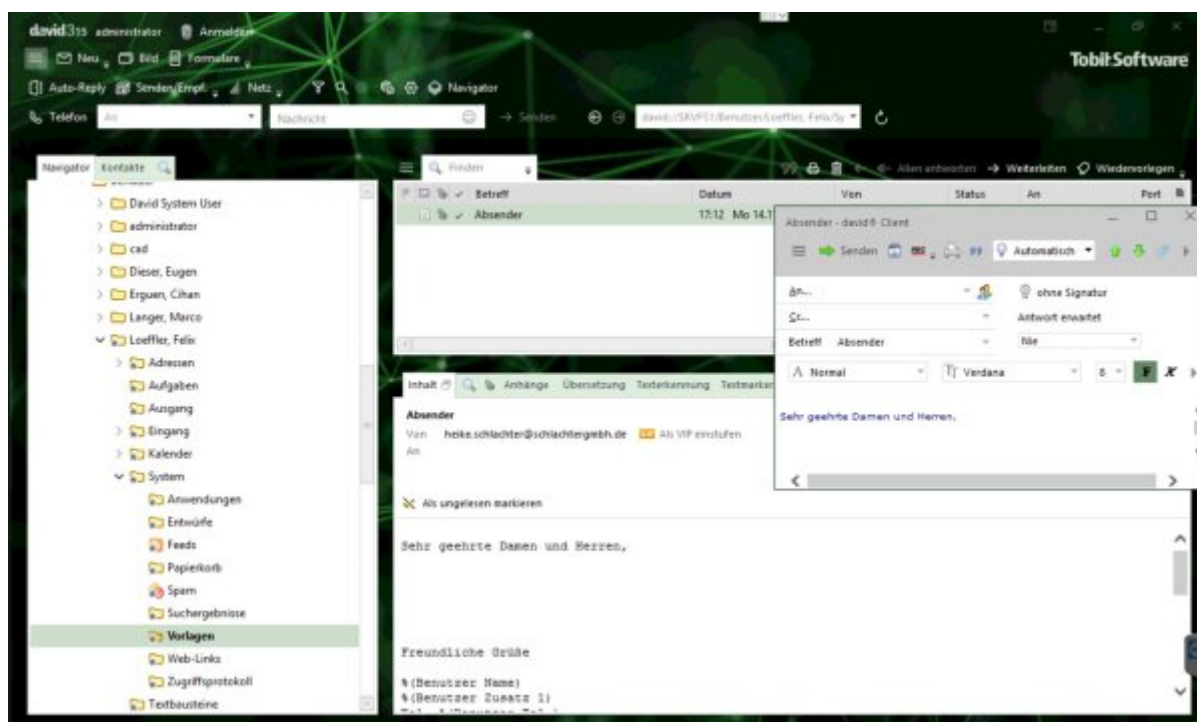 david315 administrator Anmelden
Neu Bild Formulare
Tobit.Software
Auto-Reply Senden/Empf. Netz Navigator
Telefon An Nachricht Senden
Navigator Kontakte
Finden
Allen antworten Weiterleiten Wiedervorlegen
Betreff Datum Von Status An Port
Absender 17:12 Mo 14.1
David System User
administrator
cad
Dieser, Eugen
Erguen, Cihan
Langer, Marco
Loeffler, Felix
Adressen
Aufgaben
Ausgang
Eingang
Kalender
System
Anwendungen
Entwürfe
Feeds
Papierkorb
Spam
Suchergebnisse
Vorlagen
Web-Links
Zugriffsprotokoll
Textbausteine
Absender - david® Client
Senden Automatisch
An...
ohne Signatur
Cc...
Antwort erwartet
Betreff Absender
Nie
Normal Verdana 8 F K
Sehr geehrte Damen und Herren,
Inhalt Anhänge Übersetzung Texterkennung Textmarker
Absender
Von heike.schlachter@schlachtergmbh.de Als VIP einstufen
An
Als ungelesen markieren
Sehr geehrte Damen und Herren,
Freundliche Grüße
%(Benutzer Name)
%(Benutzer Zusatz 1)